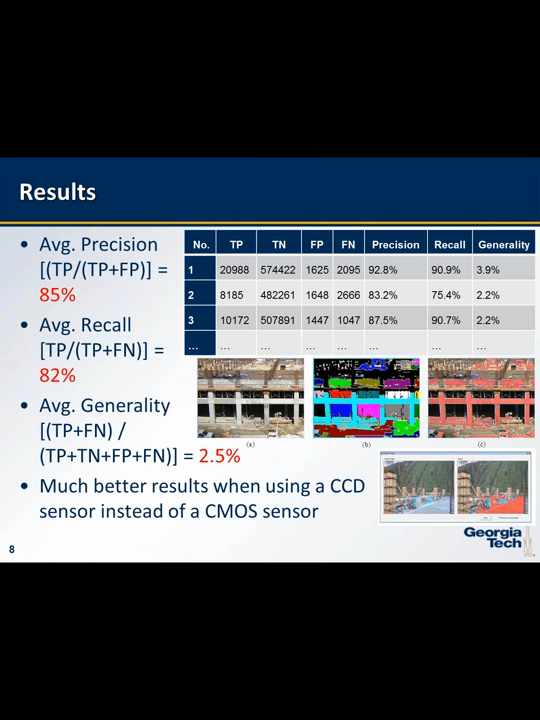 Results
• Avg. Precision
[(TP/(TP+FP)] =
85%
• Avg. Recall
[TP/(TP+FN)] =
82%
• Avg. Generality
[(TP+FN) /
(TP+TN+FP+FN)] = 2.5%
• Much better results when using a CCD
sensor instead of a CMOS sensor
No. TP TN FP FN Precision Recall Generality
1 20988 574422 1625 2095 92.8% 90.9% 3.9%
2 8185 482261 1648 2666 83.2% 75.4% 2.2%
3 10172 507891 1447 1047 87.5% 90.7% 2.2%
... ... ... ... ... ... ... ...
(a) (b) (c)
8
Georgia
Tech